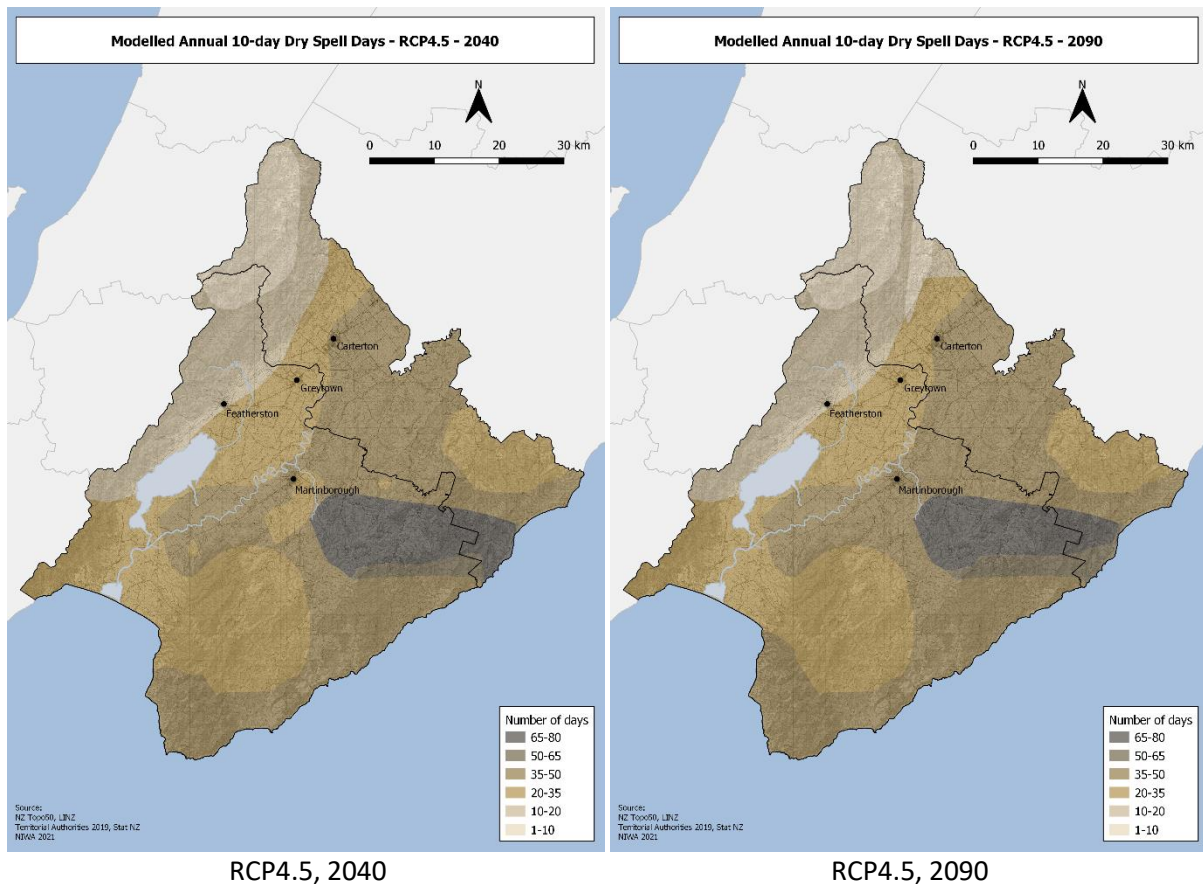 Modelled Annual 10-day Dry Spell Days - RCP4.5 - 2040
N
0 10 20 30 km
Carterton
Greytown
Featherston
Martinborough
Number of days
65-80
50-65
35-50
20-35
10-20
1-10
Source:
NZ Topo50, LINZ
Territorial Authorities 2019, Stat NZ
NIWA 2021
RCP4.5, 2040
Modelled Annual 10-day Dry Spell Days - RCP4.5 - 2090
N
0 10 20 30 km
Carterton
Greytown
Featherston
Martinborough
Number of days
65-80
50-65
35-50
20-35
10-20
1-10
Source:
NZ Topo50, LINZ
Territorial Authorities 2019, Stat NZ
NIWA 2021
RCP4.5, 2090